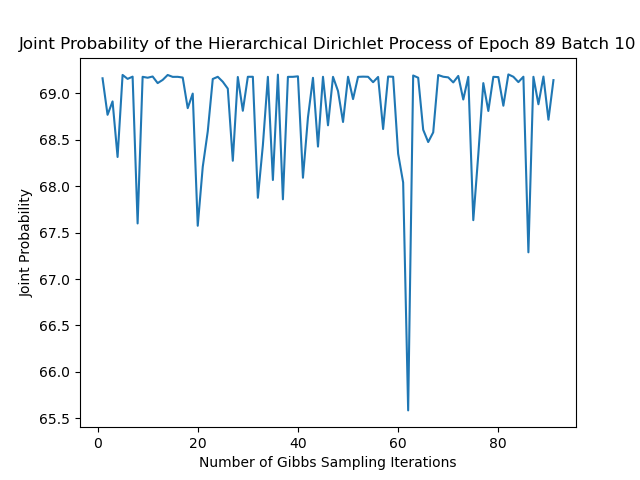 Joint Probability of the Hierarchical Dirichlet Process of Epoch 89 Batch 10
69.0
68.5
68.0
67.5
67.0
66.5
66.0
65.5
Joint Probability
0 20 40 60 80
Number of Gibbs Sampling Iterations